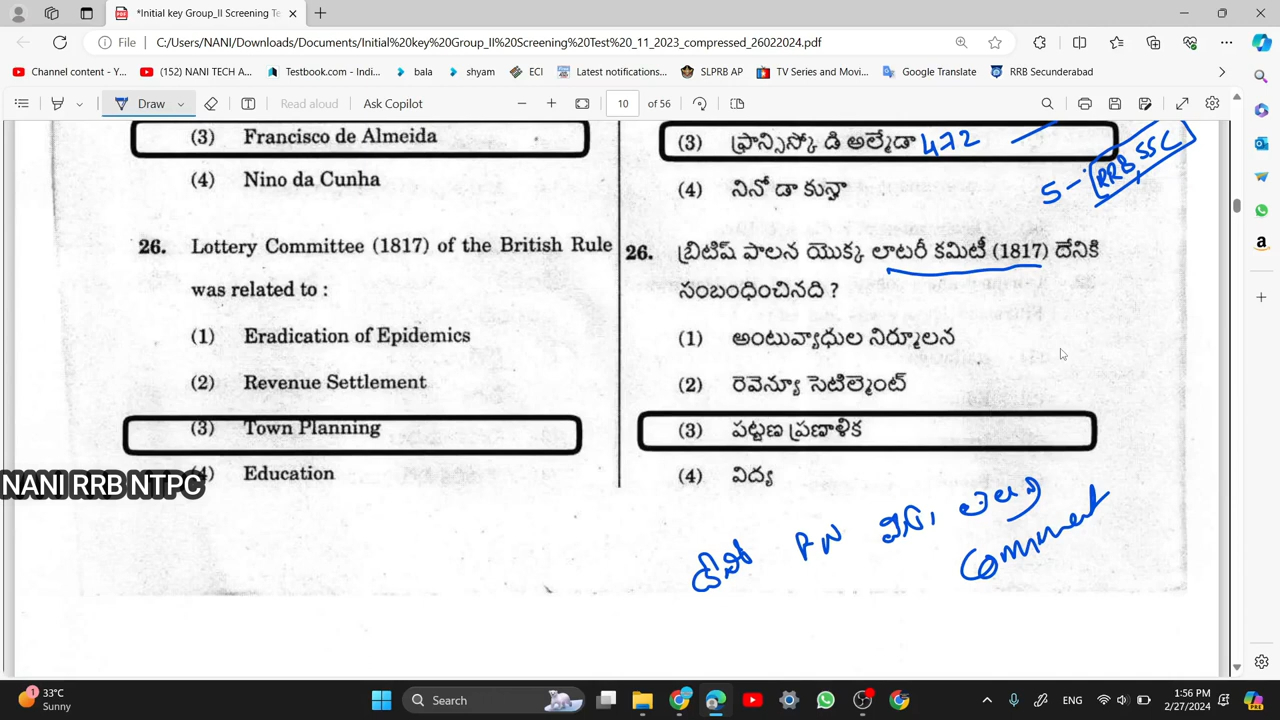 *Initial key Group_II Screening Te
File
C:/Users/NANI/Downloads/Documents/Initial%20key%20Group_II%20Screening%20Test%20_11_2023_compressed_26022024.pdf
Channel content - Y...
(152) NANI TECH A...
Testbook.com - Indi...
bala
shyam
ECI
Latest notifications...
SLPRB AP
TV Series and Movi...
Google Translate
RRB Secunderabad
Draw
Read aloud
Ask Copilot
10 of 56
(3) Francisco de Almeida
(4) Nino da Cunha
26. Lottery Committee (1817) of the British Rule
was related to :
(1) Eradication of Epidemics
(2) Revenue Settlement
(3) Town Planning
(4) Education
(3) ఫ్రాన్సిస్కో డి అల్మేడా 472
(4) నినో డా కున్హా
5 - RRB, SSC
26. బ్రిటిష్ పాలన యొక్క లాటరీ కమిటీ (1817) దేనికి
సంబంధించినది ?
(1) అంటువ్యాధుల నిర్మూలన
(2) రెవెన్యూ సెటిల్మెంట్
(3) పట్టణ ప్రణాళిక
(4) విద్య
Comment
NANI RRB NTPC
33°C
Sunny
Search
ENG
1:56 PM
2/27/2024